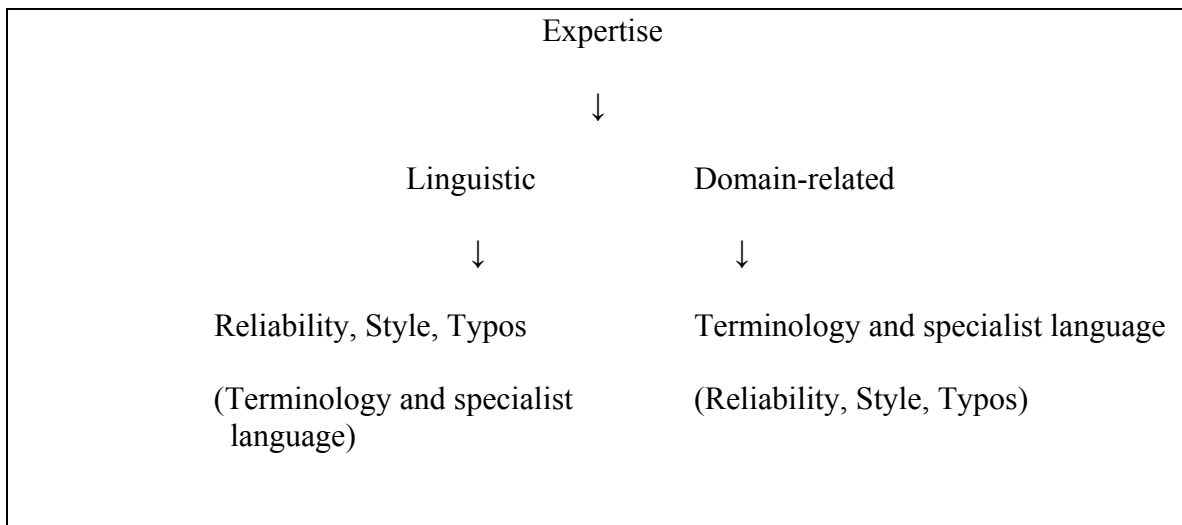 Expertise
↓
Linguistic Domain-related
↓ ↓
Reliability, Style, Typos Terminology and specialist language
(Terminology and specialist (Reliability, Style, Typos)
language)